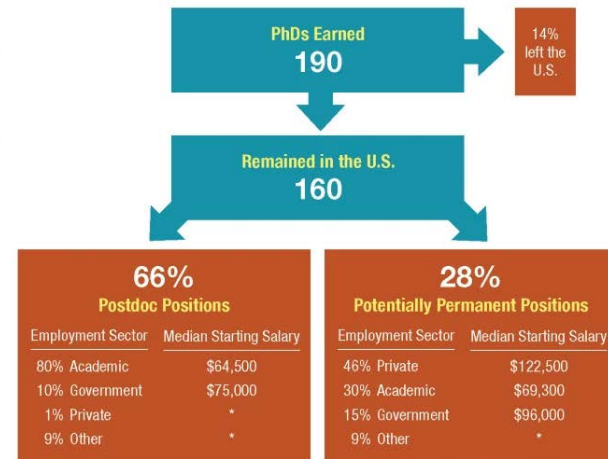 PhDs Earned
190
14%
left the
U.S.
Remained in the U.S.
160
66%
Postdoc Positions
Employment Sector Median Starting Salary
80% Academic $64,500
10% Government $75,000
1% Private *
9% Other *
28%
Potentially Permanent Positions
Employment Sector Median Starting Salary
46% Private $122,500
30% Academic $69,300
15% Government $96,000
9% Other *